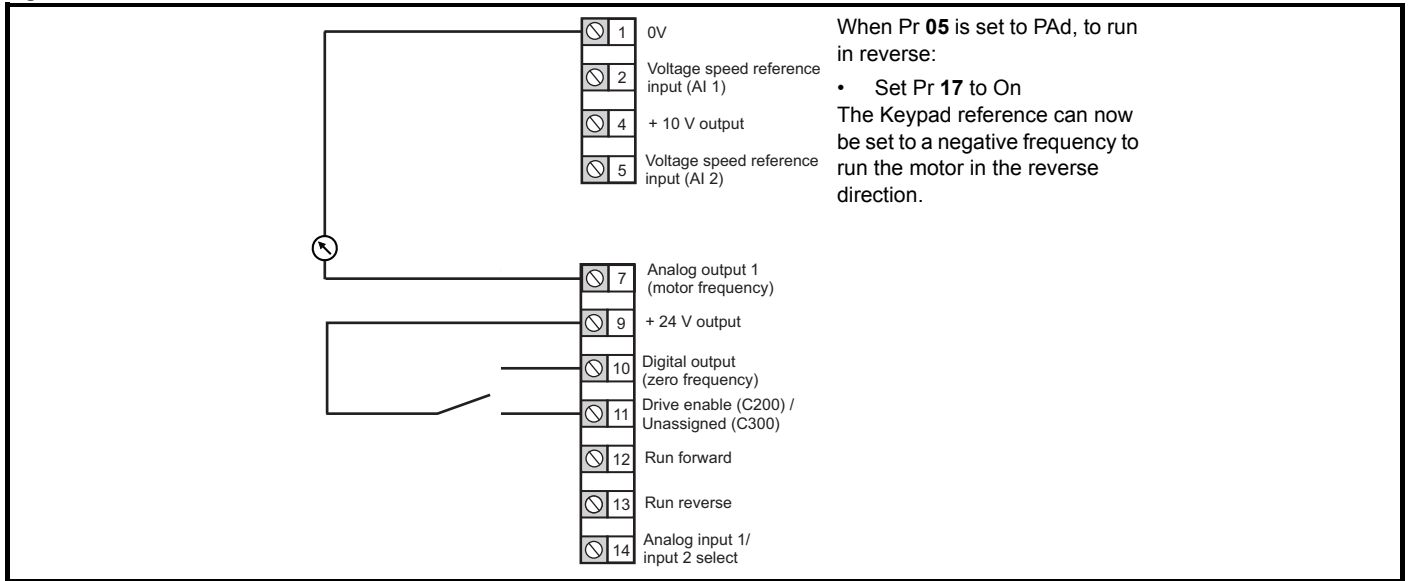 1 0V
2 Voltage speed reference
input (AI 1)
4 + 10 V output
5 Voltage speed reference
input (AI 2)
7 Analog output 1
(motor frequency)
9 + 24 V output
10 Digital output
(zero frequency)
11 Drive enable (C200) /
Unassigned (C300)
12 Run forward
13 Run reverse
14 Analog input 1/
input 2 select
When Pr 05 is set to PAd, to run
in reverse:
• Set Pr 17 to On
The Keypad reference can now
be set to a negative frequency to
run the motor in the reverse
direction.